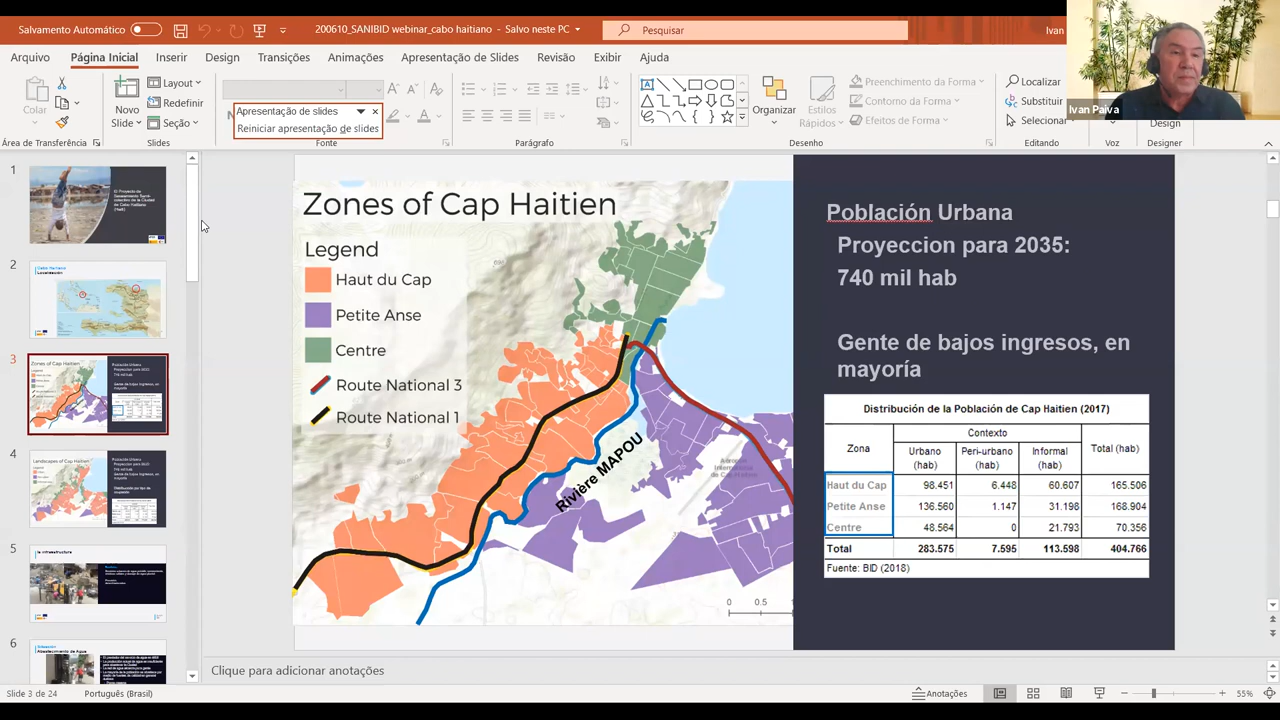 Salvamento Automático
200610_SANIBID webinar_cabo haitiano - Salvo neste PC
Pesquisar
Ivan
Arquivo Página Inicial Inserir Design Transições Animações Apresentação de Slides Revisão Exibir Ajuda
Colar
Novo
Slide
Layout
Redefinir
Seção
Apresentação de slides
Reiniciar apresentação de slides
Organizar
Estilos
Rápidos
Preenchimento da Forma
Contorno da Forma
Efeitos de Forma
Localizar
Substituir
Selecionar
Ivan Paiva
Design
Área de Transferência Slides Fonte Parágrafo Desenho Editando Voz Designer
1
2
3
4
5
6
Zones of Cap Haitien
Legend
Haut du Cap
Petite Anse
Centre
Route National 3
Route National 1
Rivière MAPOU
0 0.5 1
Población Urbana
Proyeccion para 2035:
740 mil hab
Gente de bajos ingresos, en
mayoría
Distribución de la Población de Cap Haitien (2017)
Zona Contexto Total (hab)
Urbano (hab) Peri-urbano (hab) Informal (hab)
Haut du Cap 98.451 6.448 60.607 165.506
Petite Anse 136.560 1.147 31.198 168.904
Centre 48.564 0 21.793 70.356
Total 283.575 7.595 113.598 404.766
Fuente: BID (2018)
Clique para adicionar anotações
Slide 3 de 24 Português (Brasil) Anotações 55%